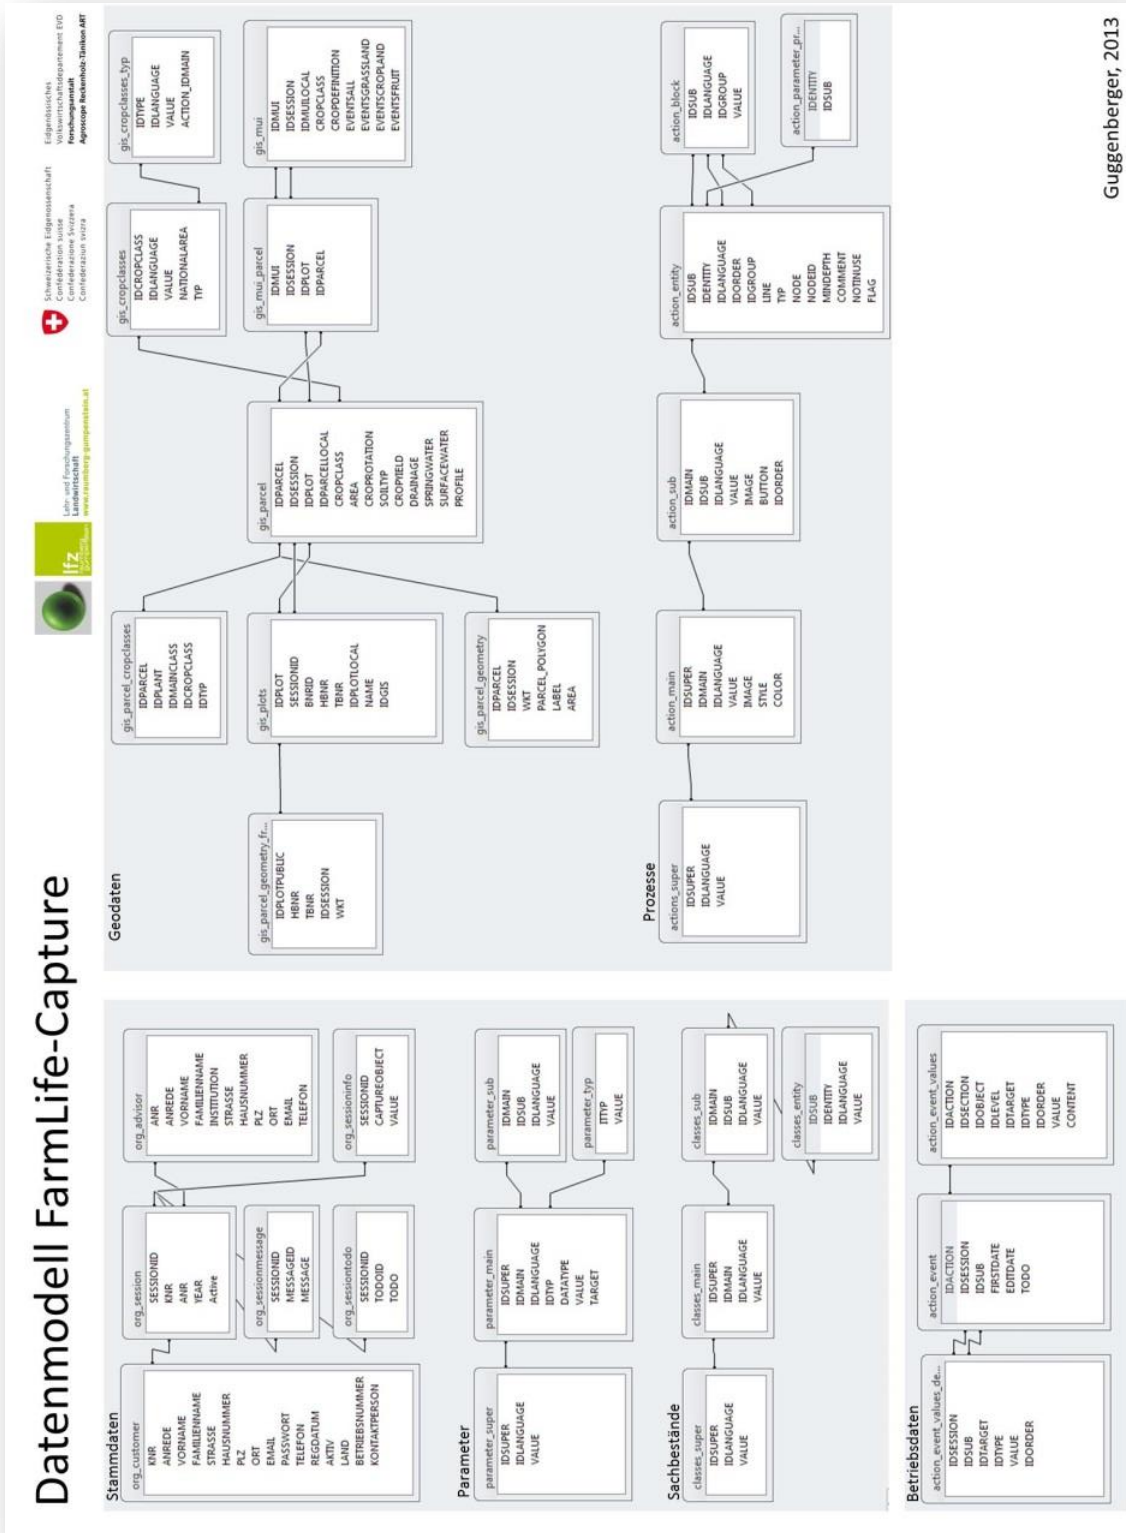 Datenmodell FarmLife-Capture
lfz
Lehr- und Forschungszentrum
Landwirtschaft
www.raumberg-gumpenstein.at
Schweizerische Eidgenossenschaft
Confédération suisse
Confederazione Svizzera
Confederaziun svizra
Eidgenössisches
Volkswirtschaftsdepartement EVD
Forschungsanstalt
Agroscope Reckenholz-Tänikon ART
Stammdaten
org_customer
KNR
ANREDE
VORNAME
FAMILIENNAME
STRASSE
HAUSNUMMER
PLZ
ORT
EMAIL
PASSWORT
TELEFON
REGDATUM
AKTIV
LAND
BETRIEBSNUMMER
KONTAKTPERSON
org_session
SESSIONID
KNR
ANR
YEAR
Active
org_sessionmessage
SESSIONID
MESSAGEID
MESSAGE
org_sessiontodo
SESSIONID
TODOID
TODO
org_advisor
ANR
ANREDE
VORNAME
FAMILIENNAME
INSTITUTION
STRASSE
HAUSNUMMER
PLZ
ORT
EMAIL
TELEFON
org_sessioninfo
SESSIONID
CAPTUREOBJECT
VALUE
Parameter
parameter_super
IDSUPER
IDLANGUAGE
VALUE
parameter_main
IDSUPER
IDMAIN
IDLANGUAGE
IDTYP
DATATYPE
VALUE
TARGET
parameter_sub
IDMAIN
IDSUB
IDLANGUAGE
VALUE
parameter_typ
ITTYP
VALUE
Sachbestände
classes_super
IDSUPER
IDLANGUAGE
VALUE
classes_main
IDSUPER
IDMAIN
IDLANGUAGE
VALUE
classes_sub
IDMAIN
IDSUB
IDLANGUAGE
VALUE
classes_entity
IDSUB
IDENTITY
IDLANGUAGE
VALUE
Betriebsdaten
action_event_values_de...
IDSESSION
IDSUB
IDTARGET
IDTYPE
VALUE
IDORDER
action_event
IDACTION
IDSESSION
IDSUB
FIRSTDATE
EDITDATE
TODO
action_event_values
IDACTION
IDSECTION
IDOBJECT
IDLEVEL
IDTARGET
IDTYPE
IDORDER
VALUE
CONTENT
Geodaten
gis_parcel_geometry_fr...
IDPLOTPUBLIC
HBNR
TBNR
IDSESSION
WKT
gis_parcel_cropclasses
IDPARCEL
IDPLANT
IDMAINCLASS
IDCROPCLASS
IDTYP
gis_plots
IDPLOT
SESSIONID
BNRID
HBNR
TBNR
IDPLOTLOCAL
NAME
IDGIS
gis_parcel_geometry
IDPARCEL
IDSESSION
WKT
PARCEL_POLYGON
LABEL
AREA
gis_parcel
IDPARCEL
IDSESSION
IDPLOT
IDPARCELLOCAL
CROPCLASS
AREA
CROPROTATION
SOILTYP
CROPYIELD
DRAINAGE
SPRINGWATER
SURFACEWATER
PROFILE
gis_cropclasses
IDCROPCLASS
IDLANGUAGE
VALUE
NATIONALAREA
TYP
gis_mui_parcel
IDMUI
IDSESSION
IDPLOT
IDPARCEL
gis_cropclasses_typ
IDTYPE
IDLANGUAGE
VALUE
ACTION_IDMAIN
gis_mui
IDMUI
IDSESSION
IDMUILOCAL
CROPCLASS
CROPDEFINITION
EVENTSALL
EVENTSGRASSLAND
EVENTSCROPLAND
EVENTSFRUIT
Prozesse
actions_super
IDSUPER
IDLANGUAGE
VALUE
action_main
IDSUPER
IDMAIN
IDLANGUAGE
VALUE
IMAGE
STYLE
COLOR
action_sub
IDMAIN
IDSUB
IDLANGUAGE
VALUE
IMAGE
BUTTON
IDORDER
action_entity
IDSUB
IDENTITY
IDLANGUAGE
IDORDER
IDGROUP
LINE
TYP
NODE
NODEID
MINDEPTH
COMMENT
NOTINUSE
FLAG
action_block
IDSUB
IDLANGUAGE
IDGROUP
VALUE
action_parameter_pr...
IDENTITY
IDSUB
Guggenberger, 2013